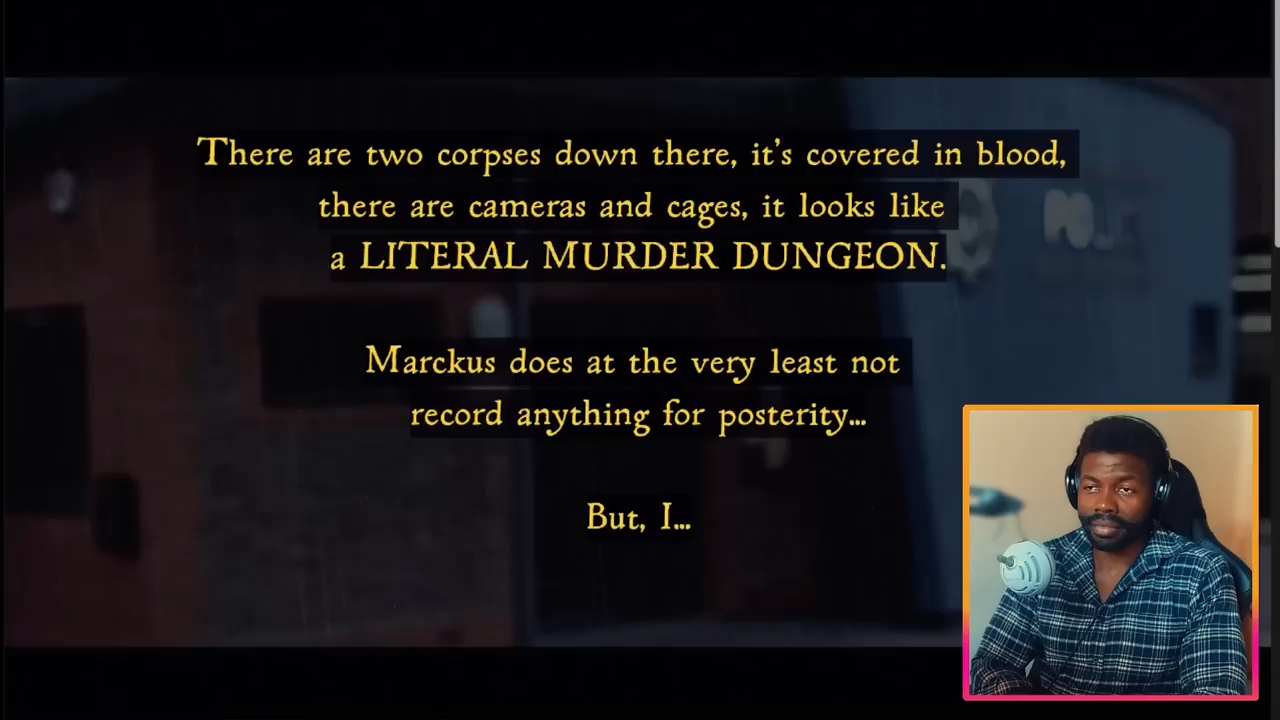 There are two corpses down there, it's covered in blood,
there are cameras and cages, it looks like
a LITERAL MURDER DUNGEON.
Marckus does at the very least not
record anything for posterity...
But, I...